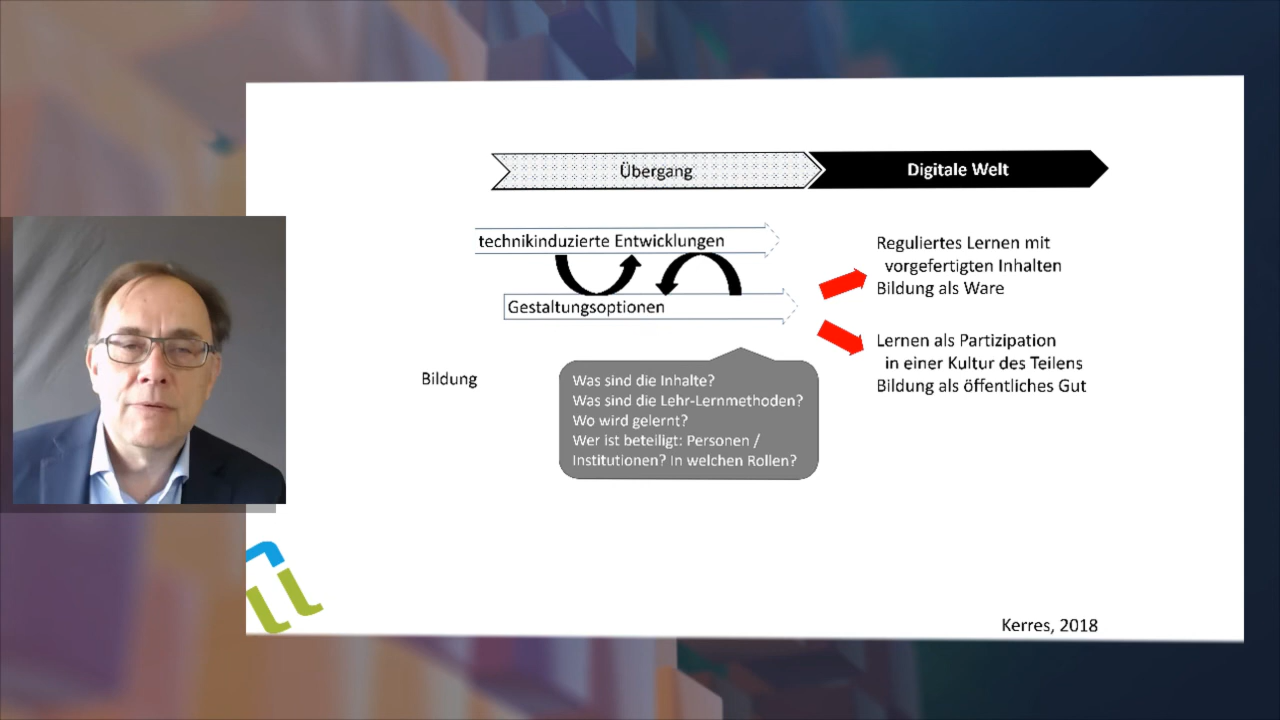 Übergang
Digitale Welt
technikinduzierte Entwicklungen
Gestaltungsoptionen
Reguliertes Lernen mit
vorgefertigten Inhalten
Bildung als Ware
Lernen als Partizipation
in einer Kultur des Teilens
Bildung als öffentliches Gut
Bildung
Was sind die Inhalte?
Was sind die Lehr-Lernmethoden?
Wo wird gelernt?
Wer ist beteiligt: Personen /
Institutionen? In welchen Rollen?
Kerres, 2018